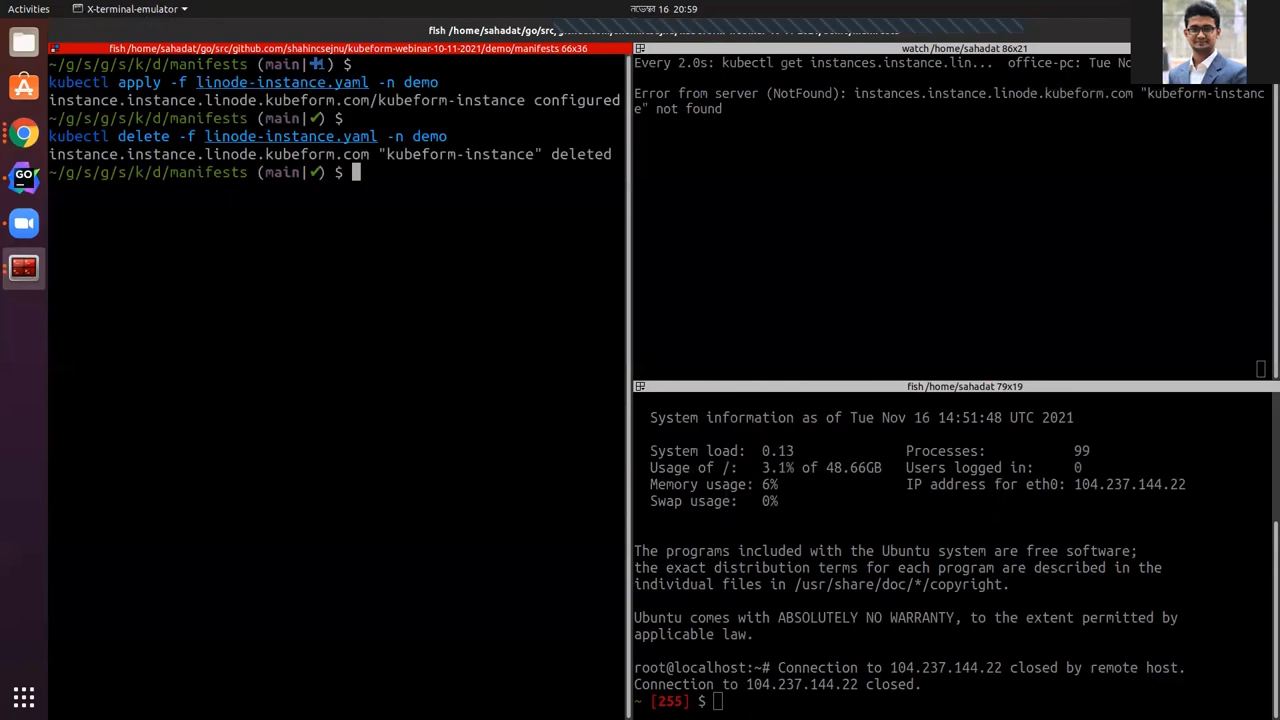 Activities
X-terminal-emulator
নভেম্বর 16 20:59
fish /home/sahadat/go/src/
fish /home/sahadat/go/src/github.com/shahincsejnu/kubeform-webinar-10-11-2021/demo/manifests 66x36
~/g/s/g/s/k/d/manifests (main|✚1) $
kubectl apply -f linode-instance.yaml -n demo
instance.instance.linode.kubeform.com/kubeform-instance configured
~/g/s/g/s/k/d/manifests (main|✔) $
kubectl delete -f linode-instance.yaml -n demo
instance.instance.linode.kubeform.com "kubeform-instance" deleted
~/g/s/g/s/k/d/manifests (main|✔) $
watch /home/sahadat 86x21
Every 2.0s: kubectl get instances.instance.lin... office-pc: Tue No
Error from server (NotFound): instances.instance.linode.kubeform.com "kubeform-instanc
e" not found
fish /home/sahadat 79x19
System information as of Tue Nov 16 14:51:48 UTC 2021
System load: 0.13 Processes: 99
Usage of /: 3.1% of 48.66GB Users logged in: 0
Memory usage: 6% IP address for eth0: 104.237.144.22
Swap usage: 0%
The programs included with the Ubuntu system are free software;
the exact distribution terms for each program are described in the
individual files in /usr/share/doc/*/copyright.
Ubuntu comes with ABSOLUTELY NO WARRANTY, to the extent permitted by
applicable law.
root@localhost:~# Connection to 104.237.144.22 closed by remote host.
Connection to 104.237.144.22 closed.
~ [255] $